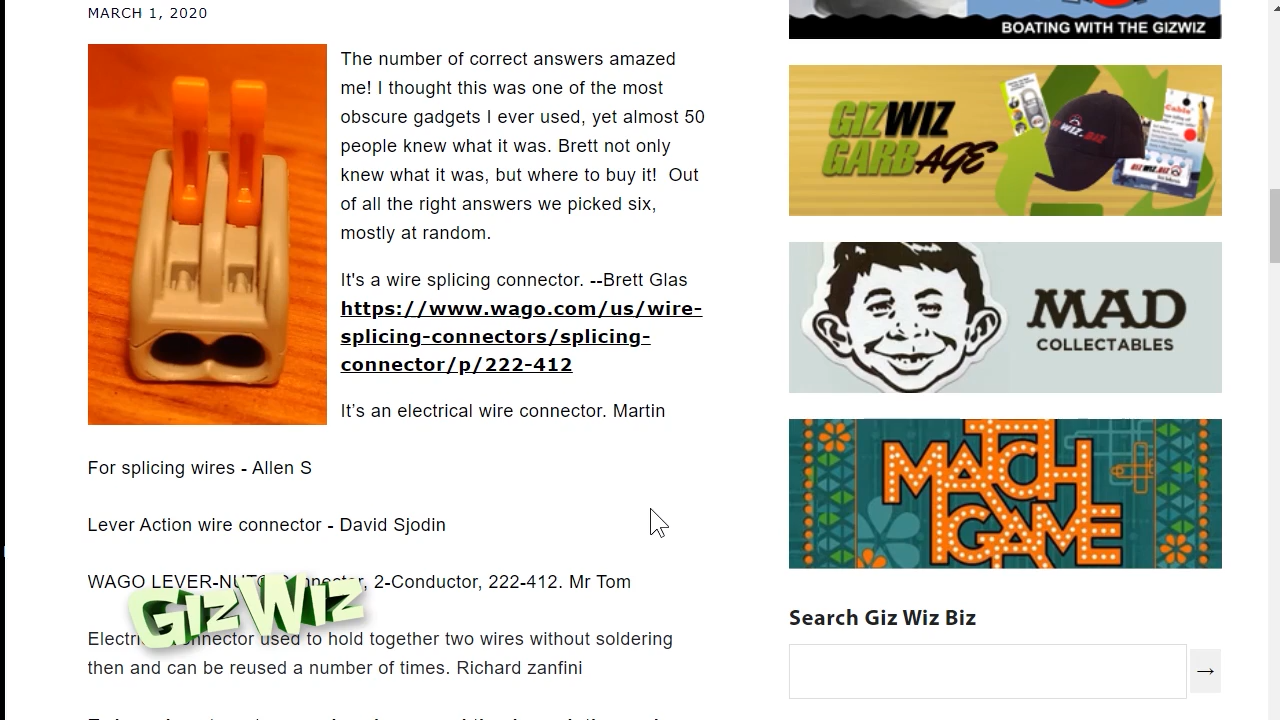 MARCH 1, 2020
The number of correct answers amazed
me! I thought this was one of the most
obscure gadgets I ever used, yet almost 50
people knew what it was. Brett not only
knew what it was, but where to buy it!  Out
of all the right answers we picked six,
mostly at random.
It's a wire splicing connector. --Brett Glas
https://www.wago.com/us/wire-
splicing-connectors/splicing-
connector/p/222-412
It’s an electrical wire connector. Martin
For splicing wires - Allen S
Lever Action wire connector - David Sjodin
WAGO LEVER-NUT® Connector, 2-Conductor, 222-412. Mr Tom
GIZWIZ
connector used to hold together two wires without soldering
then and can be reused a number of times. Richard zanfini
BOATING WITH THE GIZWIZ
GIZWIZ
GARBAGE
WIZ.BIZ
MAD
COLLECTABLES
MATCH
GAME
Search Giz Wiz Biz
→